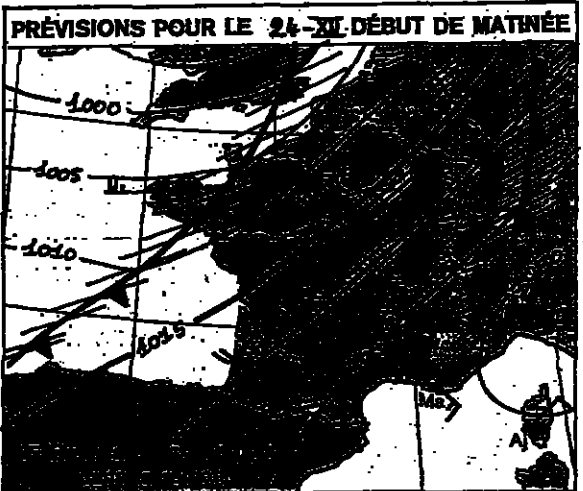 PRÉVISIONS POUR LE 24-XII DÉBUT DE MATINÉE
1000
1005
1010
1015
Ma.
Aj